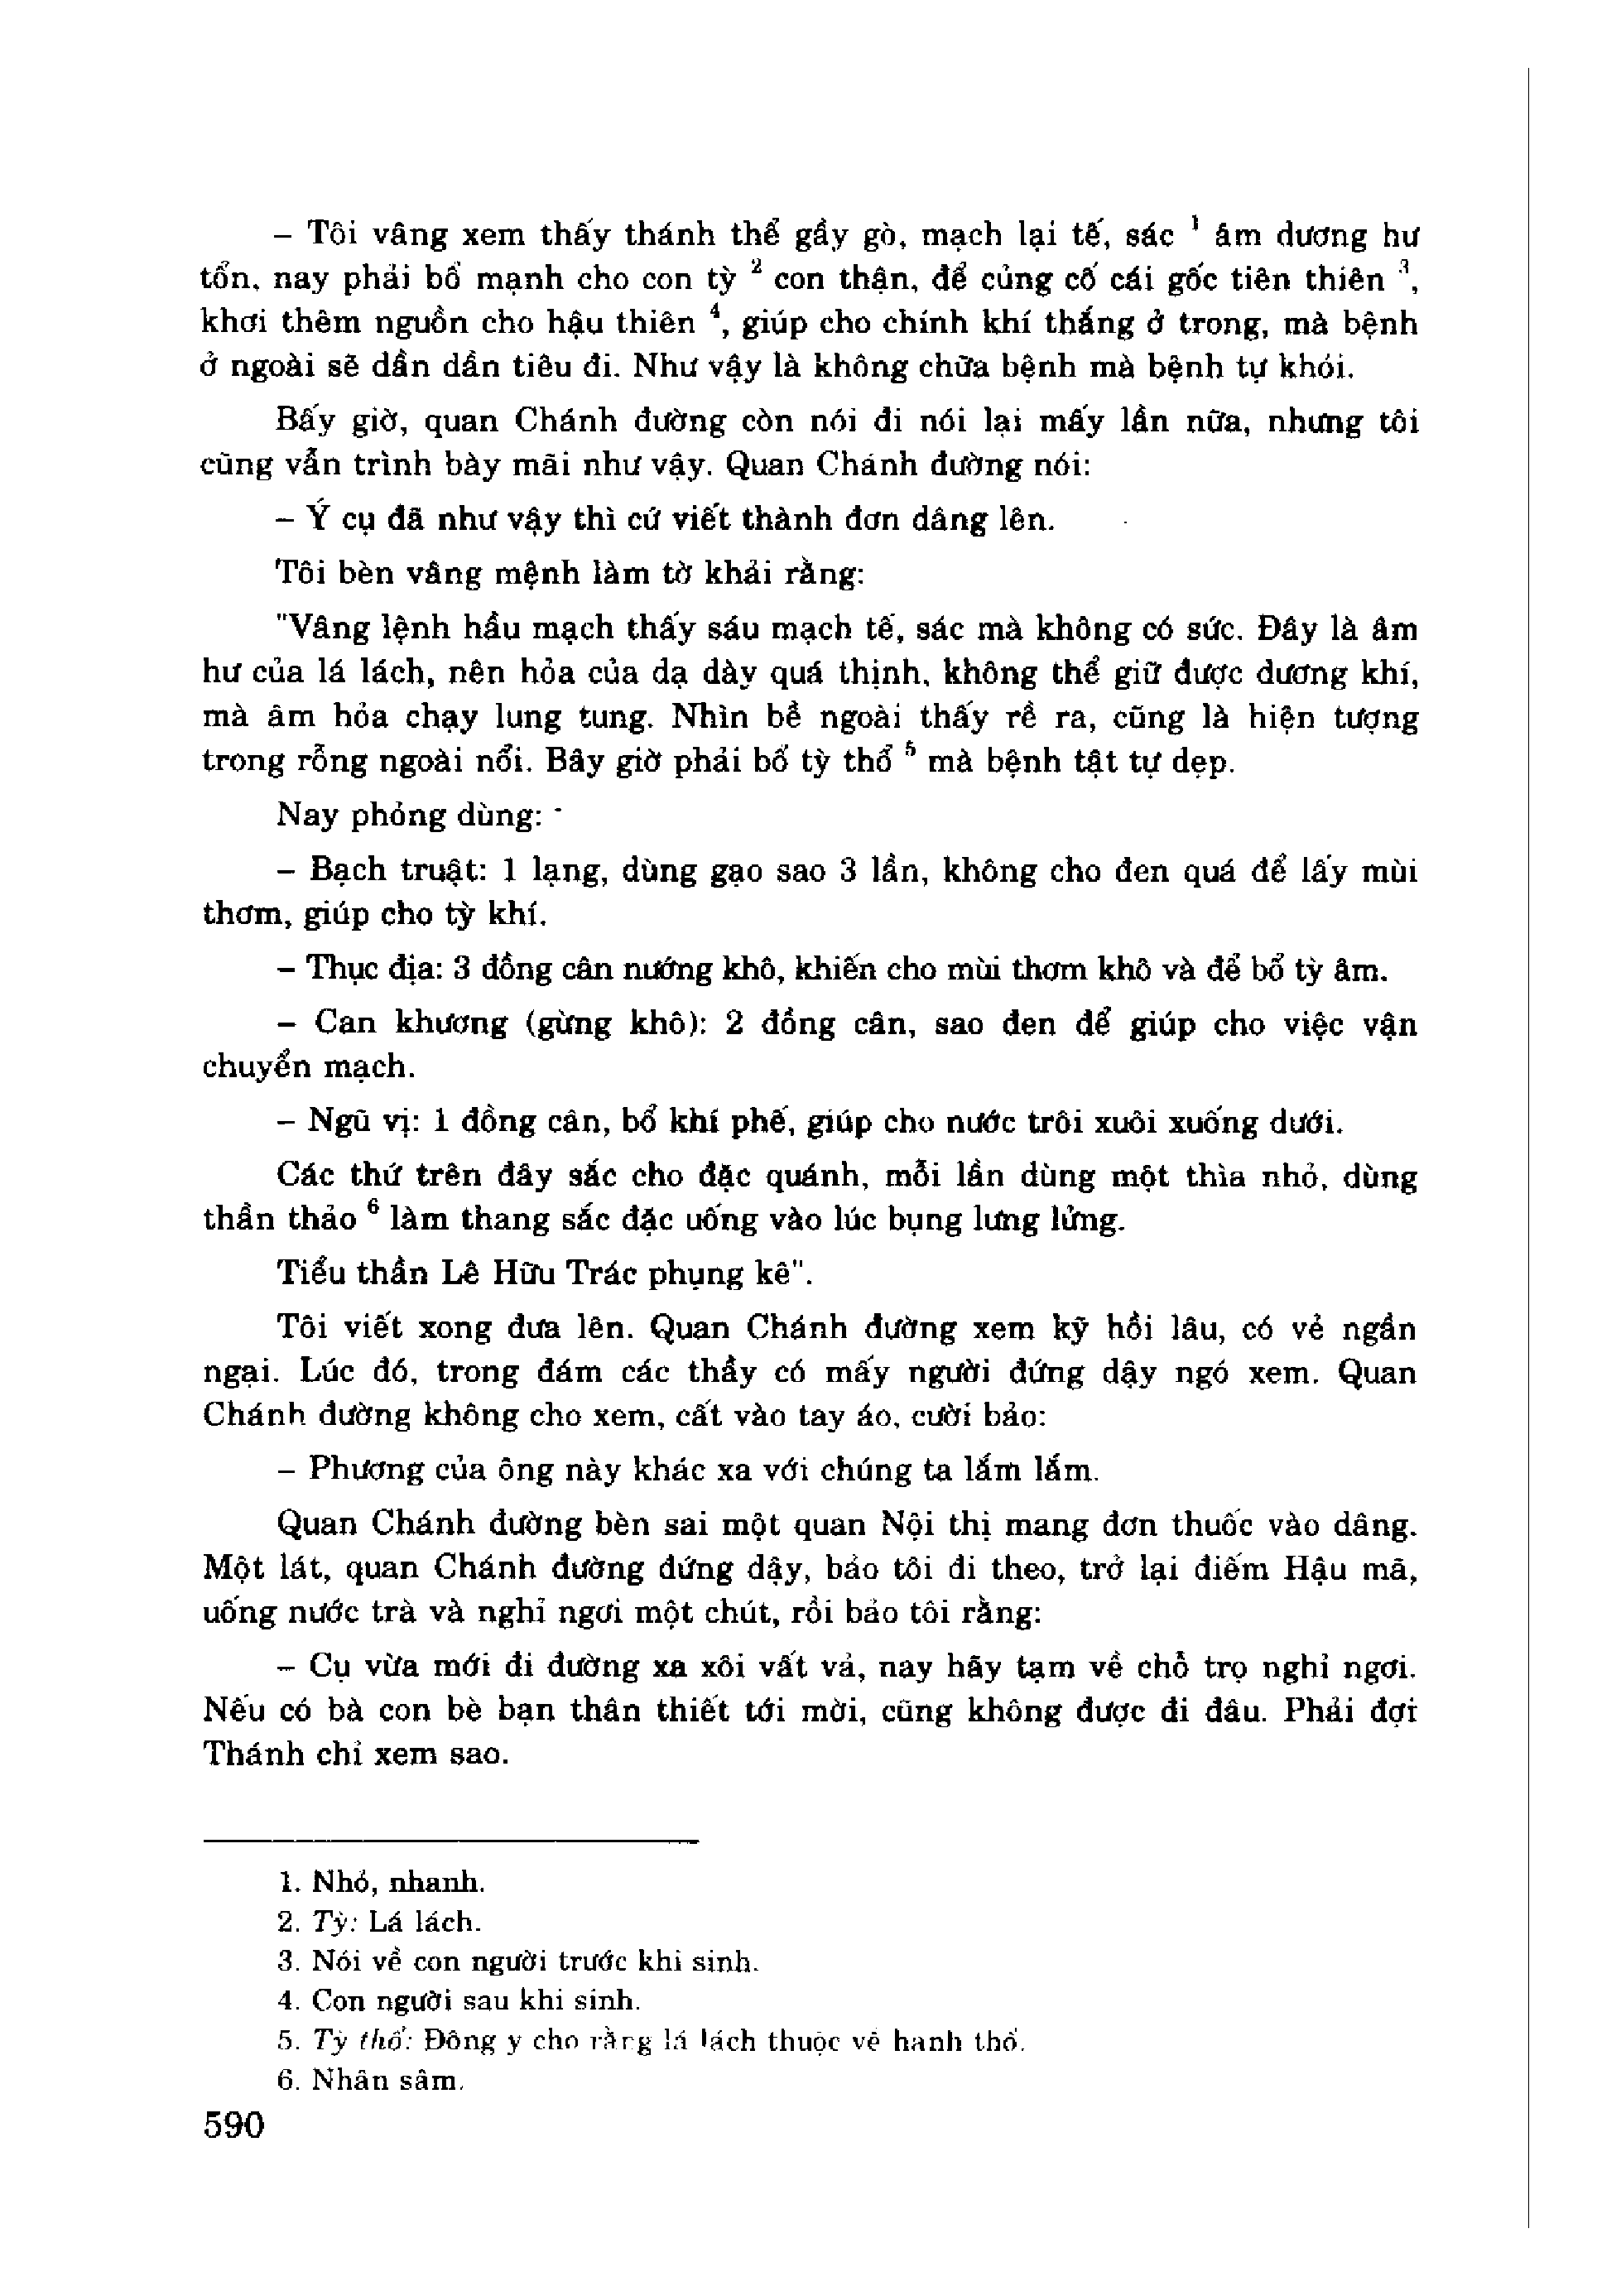 – Tôi vâng xem thấy thánh thể gầy gò, mạch lại tế, sác ¹ âm dương hư
tổn, nay phải bổ mạnh cho con tỳ ² con thận, để củng cố cái gốc tiên thiên ³,
khơi thêm nguồn cho hậu thiên ⁴, giúp cho chính khí thắng ở trong, mà bệnh
ở ngoài sẽ dần dần tiêu đi. Như vậy là không chữa bệnh mà bệnh tự khỏi.
Bấy giờ, quan Chánh đường còn nói đi nói lại mấy lần nữa, nhưng tôi
cũng vẫn trình bày mãi như vậy. Quan Chánh đường nói:
– Ý cụ đã như vậy thì cứ viết thành đơn dâng lên.
Tôi bèn vâng mệnh làm tờ khải rằng:
"Vâng lệnh hầu mạch thấy sáu mạch tế, sác mà không có sức. Đây là âm
hư của lá lách, nên hỏa của dạ dày quá thịnh, không thể giữ được dương khí,
mà âm hỏa chạy lung tung. Nhìn bề ngoài thấy rề ra, cũng là hiện tượng
trong rỗng ngoài nổi. Bây giờ phải bổ tỳ thổ ⁵ mà bệnh tật tự dẹp.
Nay phỏng dùng:
– Bạch truật: 1 lạng, dùng gạo sao 3 lần, không cho đen quá để lấy mùi
thơm, giúp cho tỳ khí.
– Thục địa: 3 đồng cân nướng khô, khiến cho mùi thơm khô và để bổ tỳ âm.
– Can khương (gừng khô): 2 đồng cân, sao đen để giúp cho việc vận
chuyển mạch.
– Ngũ vị: 1 đồng cân, bổ khí phế, giúp cho nước trôi xuôi xuống dưới.
Các thứ trên đây sắc cho đặc quánh, mỗi lần dùng một thìa nhỏ, dùng
thần thảo ⁶ làm thang sắc đặc uống vào lúc bụng lưng lửng.
Tiểu thần Lê Hữu Trác phụng kê".
Tôi viết xong đưa lên. Quan Chánh đường xem kỹ hồi lâu, có vẻ ngần
ngại. Lúc đó, trong đám các thầy có mấy người đứng dậy ngó xem. Quan
Chánh đường không cho xem, cất vào tay áo, cười bảo:
– Phương của ông này khác xa với chúng ta lắm lắm.
Quan Chánh đường bèn sai một quan Nội thị mang đơn thuốc vào dâng.
Một lát, quan Chánh đường đứng dậy, bảo tôi đi theo, trở lại điếm Hậu mã,
uống nước trà và nghỉ ngơi một chút, rồi bảo tôi rằng:
– Cụ vừa mới đi đường xa xôi vất vả, nay hãy tạm về chỗ trọ nghỉ ngơi.
Nếu có bà con bè bạn thân thiết tới mời, cũng không được đi đâu. Phải đợi
Thánh chỉ xem sao.
1. Nhỏ, nhanh.
2. Tỳ: Lá lách.
3. Nói về con người trước khi sinh.
4. Con người sau khi sinh.
5. Tỳ thổ: Đông y cho rằng lá lách thuộc về hành thổ.
6. Nhân sâm.
590